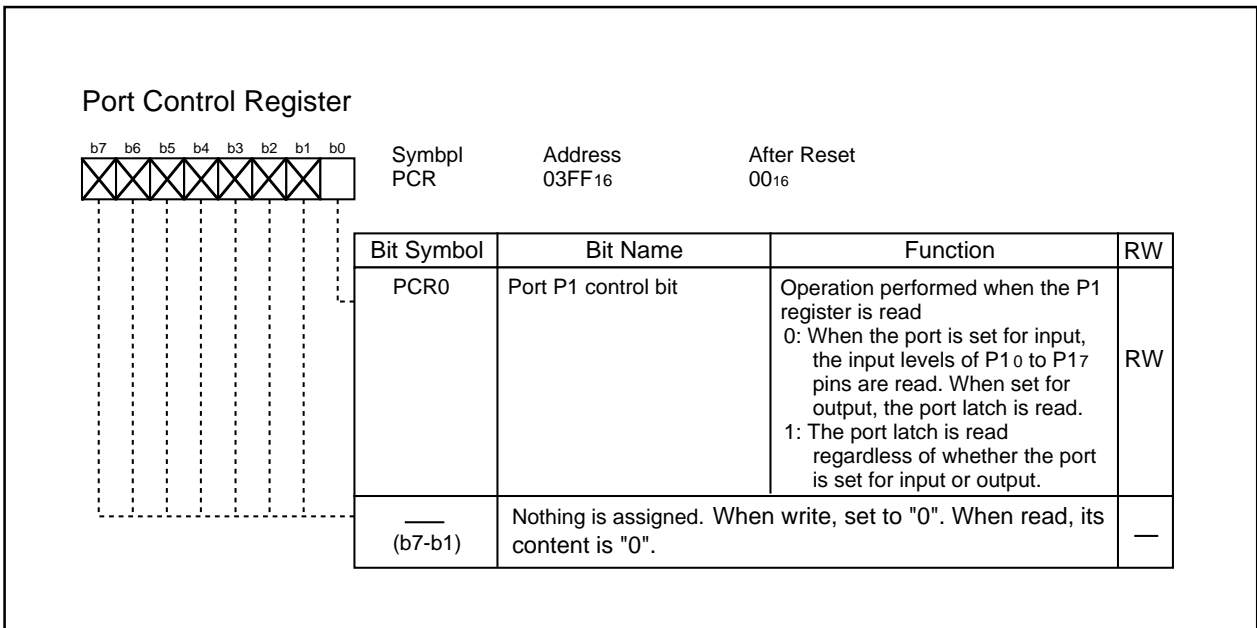 Port Control Register
b7 b6 b5 b4 b3 b2 b1 b0
Symbpl Address After Reset
PCR 03FF16 0016
Bit Symbol Bit Name Function RW
PCR0 Port P1 control bit Operation performed when the P1
register is read
0: When the port is set for input,
the input levels of P10 to P17
pins are read. When set for
output, the port latch is read.
1: The port latch is read
regardless of whether the port
is set for input or output.
RW
(b7-b1)
Nothing is assigned. When write, set to "0". When read, its
content is "0".
—